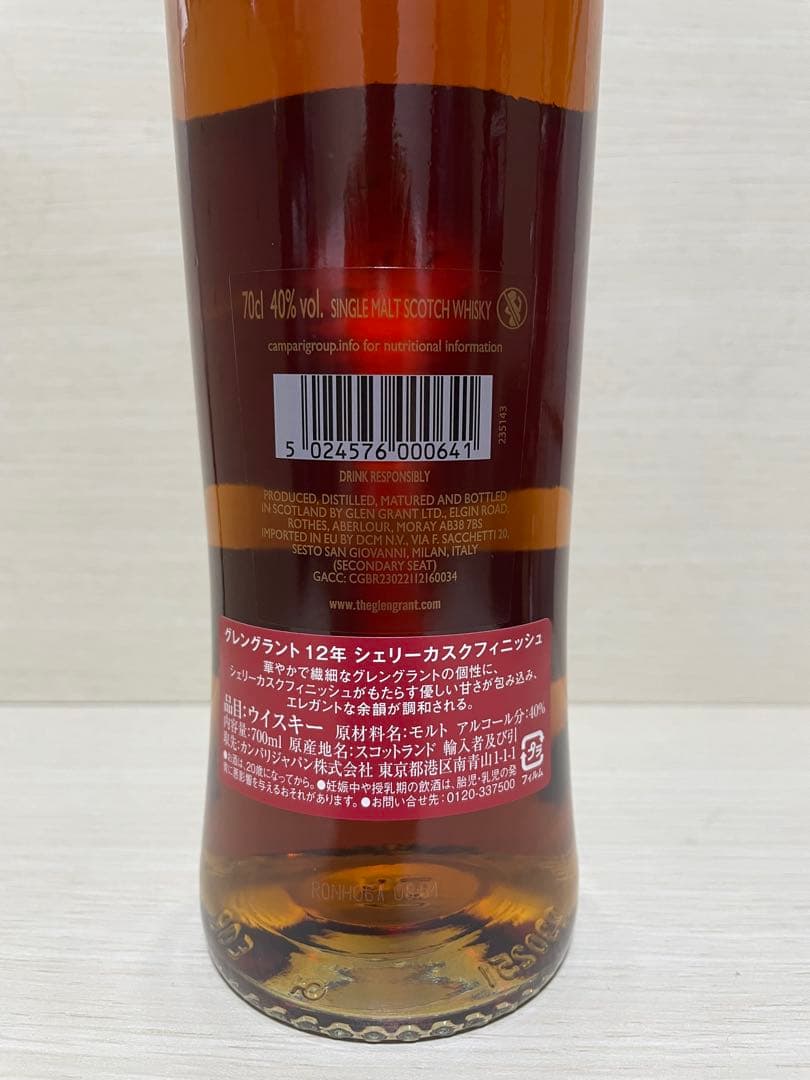 70cl 40% vol. SINGLE MALT SCOTCH WHISKY
camparigroup.info for nutritional information
5 024576 000641
235143
DRINK RESPONSIBLY
PRODUCED, DISTILLED, MATURED AND BOTTLED
IN SCOTLAND BY GLEN GRANT LTD., ELGIN ROAD,
ROTHES, ABERLOUR, MORAY AB38 7BS
IMPORTED IN EU BY DCM N.V., VIA F. SACCHETTI 20,
SESTO SAN GIOVANNI, MILAN, ITALY
(SECONDARY SEAT)
GACC: CGBR23022112160034
www.theglengrant.com
グレングラント 12年 シェリーカスクフィニッシュ
華やかで繊細なグレングラントの個性に、
シェリーカスクフィニッシュがもたらす優しい甘さが包み込み、
エレガントな余韻が調和される。
品目:ウイスキー 原材料名:モルト アルコール分:40%
内容量:700ml 原産地名:スコットランド 輸入者及び引
取先:カンパリジャパン株式会社 東京都港区南青山1-1-1
●お酒は、20歳になってから。●妊娠中や授乳期の飲酒は、胎児・乳児の発
育に悪影響を与えるおそれがあります。●お問い合せ先:0120-337500
プラ
フィルム